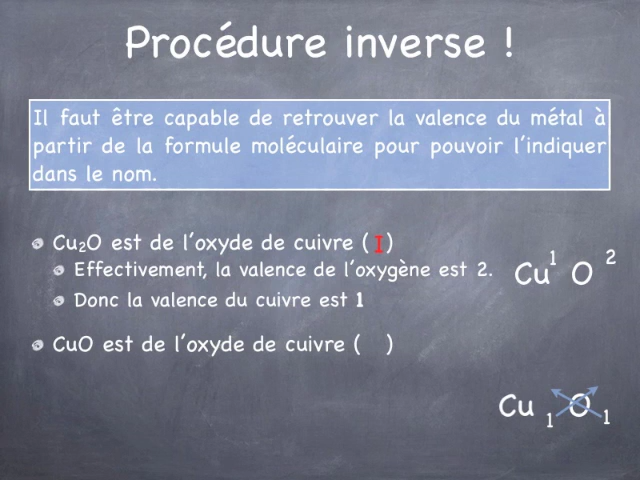 Procédure inverse !
Il faut être capable de retrouver la valence du métal à
partir de la formule moléculaire pour pouvoir l'indiquer
dans le nom.
Cu₂O est de l'oxyde de cuivre ( I )
Effectivement, la valence de l'oxygène est 2.
Donc la valence du cuivre est 1
Cu¹ O ²
CuO est de l'oxyde de cuivre ( )
Cu ₁ O ₁